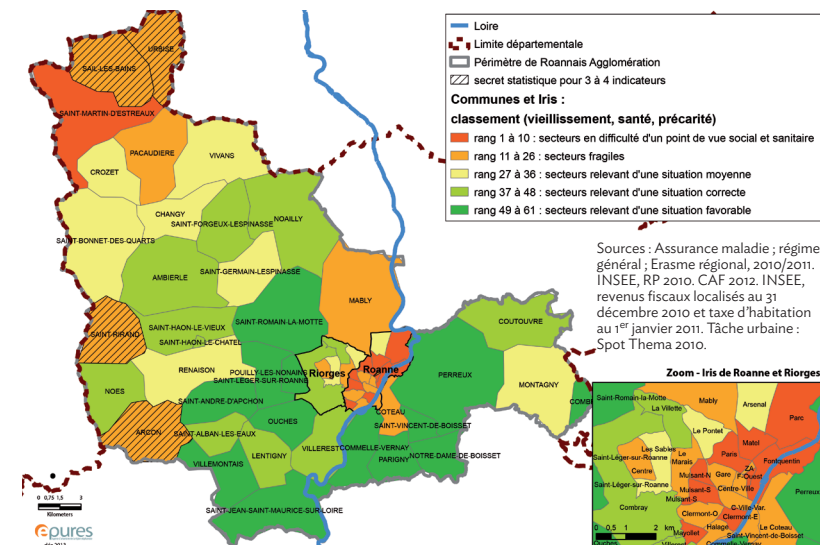 Loire
Limite départementale
Périmètre de Roannais Agglomération
secret statistique pour 3 à 4 indicateurs
Communes et Iris :
classement (vieillissement, santé, précarité)
rang 1 à 10 : secteurs en difficulté d'un point de vue social et sanitaire
rang 11 à 26 : secteurs fragiles
rang 27 à 36 : secteurs relevant d'une situation moyenne
rang 37 à 48 : secteurs relevant d'une situation correcte
rang 49 à 61 : secteurs relevant d'une situation favorable
Sources : Assurance maladie ; régime
général ; Erasme régional, 2010/2011.
INSEE, RP 2010. CAF 2012. INSEE,
revenus fiscaux localisés au 31
décembre 2010 et taxe d'habitation
au 1er janvier 2011. Tâche urbaine :
Spot Thema 2010.
URBISE
SAIL-LES-BAINS
SAINT-MARTIN-D'ESTREAUX
PACAUDIERE
VIVANS
CROZET
CHANGY
SAINT-FORGEUX-LESPINASSE
NOAILLY
SAINT-BONNET-DES-QUARTS
AMBIERLE
SAINT-GERMAIN-LESPINASSE
MABLY
SAINT-RIRAND
SAINT-HAON-LE-VIEUX
SAINT-ROMAIN-LA-MOTTE
SAINT-HAON-LE-CHATEL
COUTOUVRE
RENAISON
POUILLY-LES-NONAINS
SAINT-LEGER-SUR-ROANNE
Riorges
Roanne
PERREUX
MONTAGNY
COMB
NOES
SAINT-ANDRE-D'APCHON
COTEAU
SAINT-VINCENT-DE-BOISSET
OUCHES
ARCON
SAINT-ALBAN-LES-EAUX
LENTIGNY
VILLEREST
COMMELLE-VERNAY
PARIGNY
NOTRE-DAME-DE-BOISSET
VILLEMONTAIS
SAINT-JEAN-SAINT-MAURICE-SUR-LOIRE
0 0,75 1,5 3
Kilometers
épures
Zoom - Iris de Roanne et Riorges
Saint-Romain-la-Motte
Mably
Arsenal
La Villette
Parc
Le Pontet
Matel
Les Sables
Saint-Léger-sur-Roanne
Le
Marais
Paris
Fontquentin
Centre
Mulsant-N
Gare
ZA
F-Ouest
Saint-Léger-sur-Roanne
Mulsant-S
Centre-Ville
Perreux
Mulsant-S
Combray
C-Ville-Var.
Clermont-O
Clermont-E
Halage
Le Coteau
Mayollet
Saint-Vincent-de-Boisset
0 0,5 1 2 km
Ouches
Villerest
Commelle-Vernay